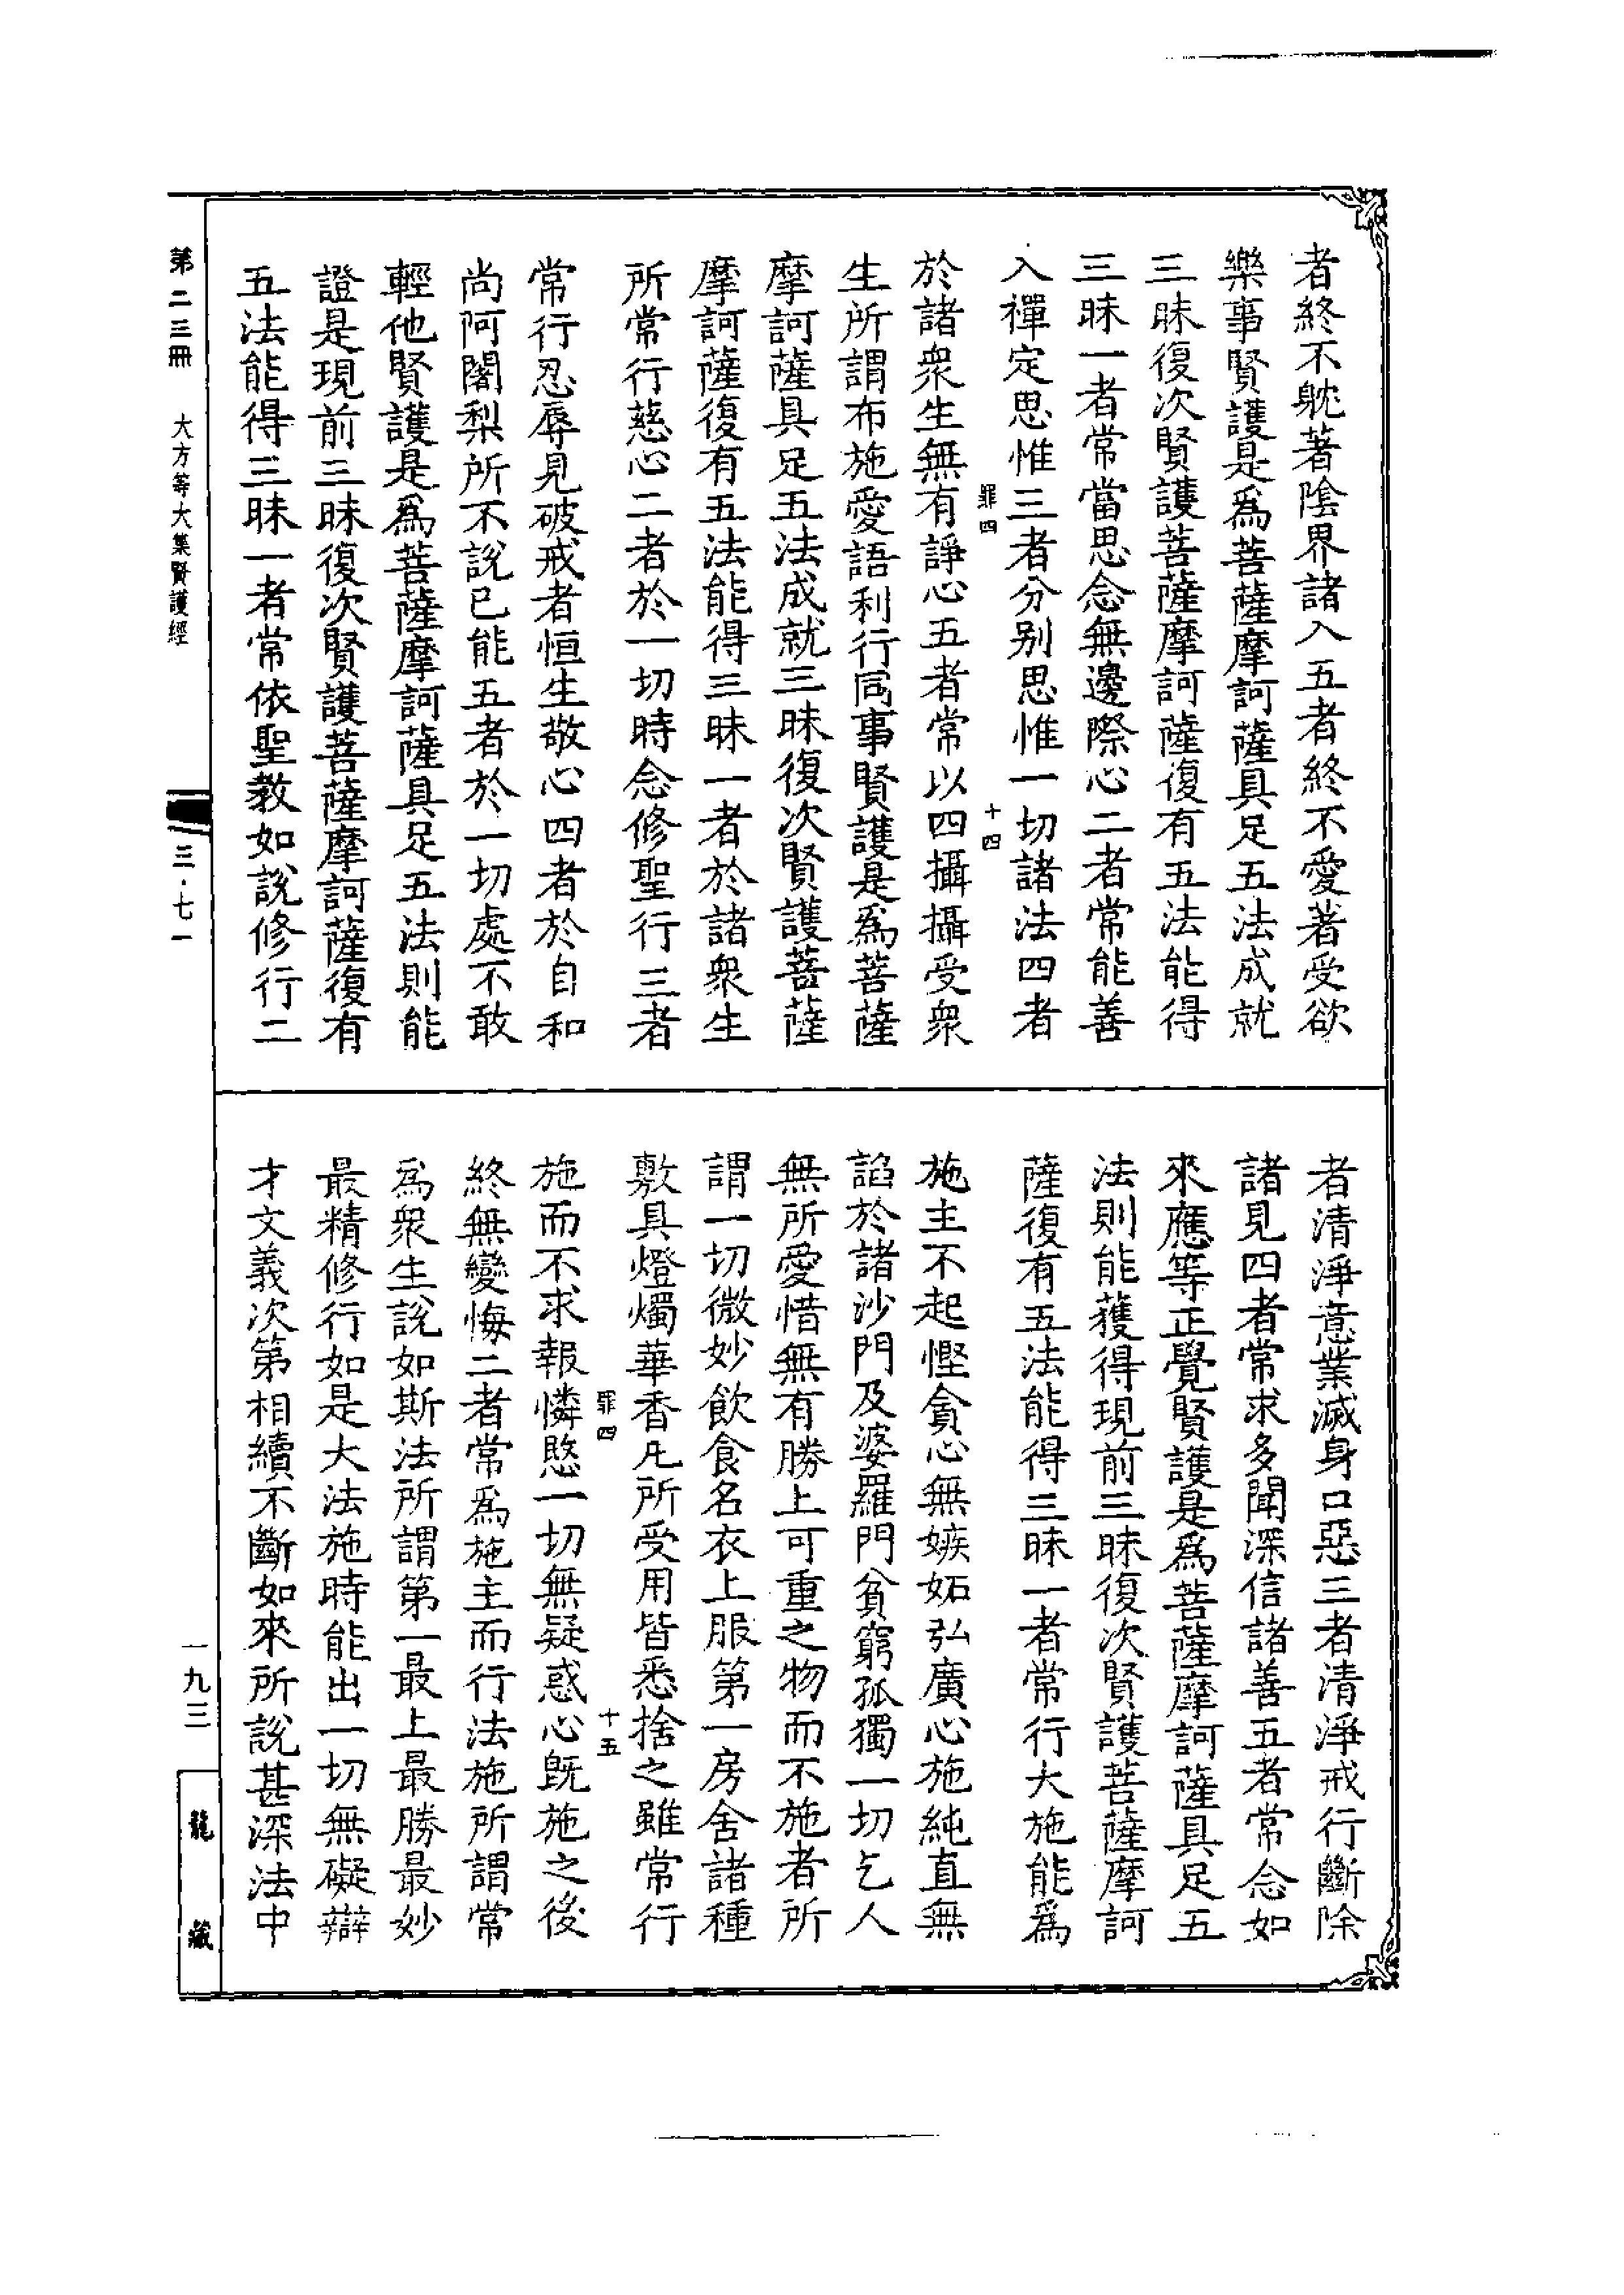 者終不躭著陰界諸入五者終不愛著受欲
樂事賢護是爲菩薩摩訶薩具足五法成就
三昧復次賢護菩薩摩訶薩復有五法能得
三昧一者常當思念無邊際心二者常能善
入禪定思惟三者分别思惟一切諸法四者
罪四 十四
於諸衆生無有諍心五者常以四攝攝受衆
生所謂布施愛語利行同事賢護是爲菩薩
摩訶薩具足五法成就三昧復次賢護菩薩
摩訶薩復有五法能得三昧一者於諸衆生
所常行慈心二者於一切時念修聖行三者
常行忍辱見破戒者恒生敬心四者於自和
尚阿闍梨所不說已能五者於一切處不敢
輕他賢護是爲菩薩摩訶薩具足五法則能
證是現前三昧復次賢護菩薩摩訶薩復有
五法能得三昧一者常依聖教如說修行二
者清淨意業滅身口惡三者清淨戒行斷除
諸見四者常求多聞深信諸善五者常念如
來應等正覺賢護是爲菩薩摩訶薩具足五
法則能獲得現前三昧復次賢護菩薩摩訶
薩復有五法能得三昧一者常行大施能爲
施主不起慳貪心無嫉妬弘廣心施純直無
諂於諸沙門及婆羅門貧窮孤獨一切乞人
無所愛惜無有勝上可重之物而不施者所
謂一切微妙飲食名衣上服第一房舍諸種
敷具燈燭華香凡所受用皆悉捨之雖常行
罪四 十五
施而不求報憐愍一切無疑惑心旣施之後
終無變悔二者常爲施主而行法施所謂常
爲衆生說如斯法所謂第一最上最勝最妙
最精修行如是大法施時能出一切無礙辯
才文義次第相續不斷如來所說甚深法中
第二三冊 大方等大集賢護經 三·七一
一九三
龍藏